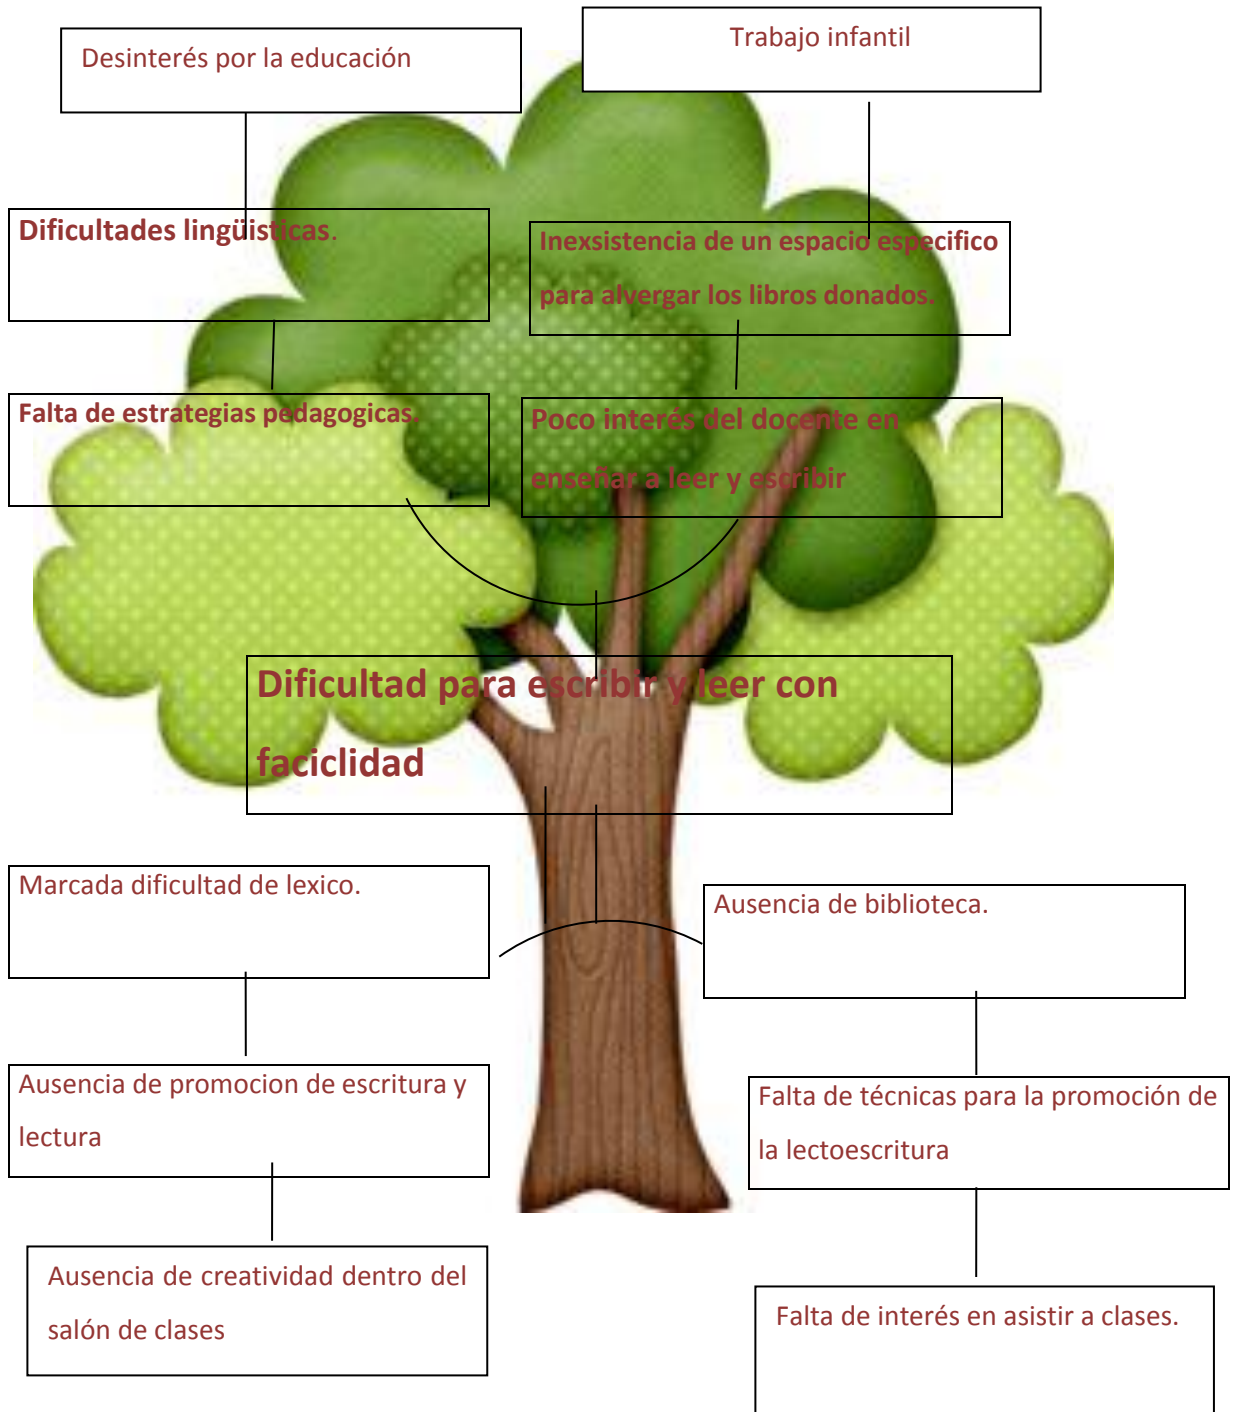 Desinterés por la educación
Trabajo infantil
Dificultades lingüisticas.
Inexsistencia de un espacio especifico
para alvergar los libros donados.
Falta de estrategias pedagogicas.
Poco interés del docente en
enseñar a leer y escribir
Dificultad para escribir y leer con
faciclidad
Marcada dificultad de lexico.
Ausencia de biblioteca.
Ausencia de promocion de escritura y
lectura
Falta de técnicas para la promoción de
la lectoescritura
Ausencia de creatividad dentro del
salón de clases
Falta de interés en asistir a clases.